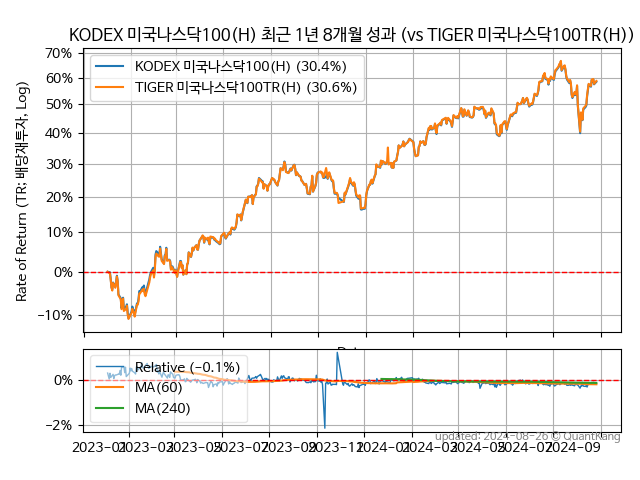 KODEX 미국나스닥100(H) 최근 1년 8개월 성과 (vs TIGER 미국나스닥100TR(H))
Rate of Return (TR; 배당재투자, Log)
70%
60%
50%
40%
30%
20%
10%
0%
−10%
KODEX 미국나스닥100(H) (30.4%)
TIGER 미국나스닥100TR(H) (30.6%)
0%
−2%
Relative (−0.1%)
MA(60)
MA(240)
updated: 2024-08-26 © QuantKang
2023-01 2023-03 2023-05 2023-07 2023-09 2023-11 2024-01 2024-03 2024-05 2024-07 2024-09